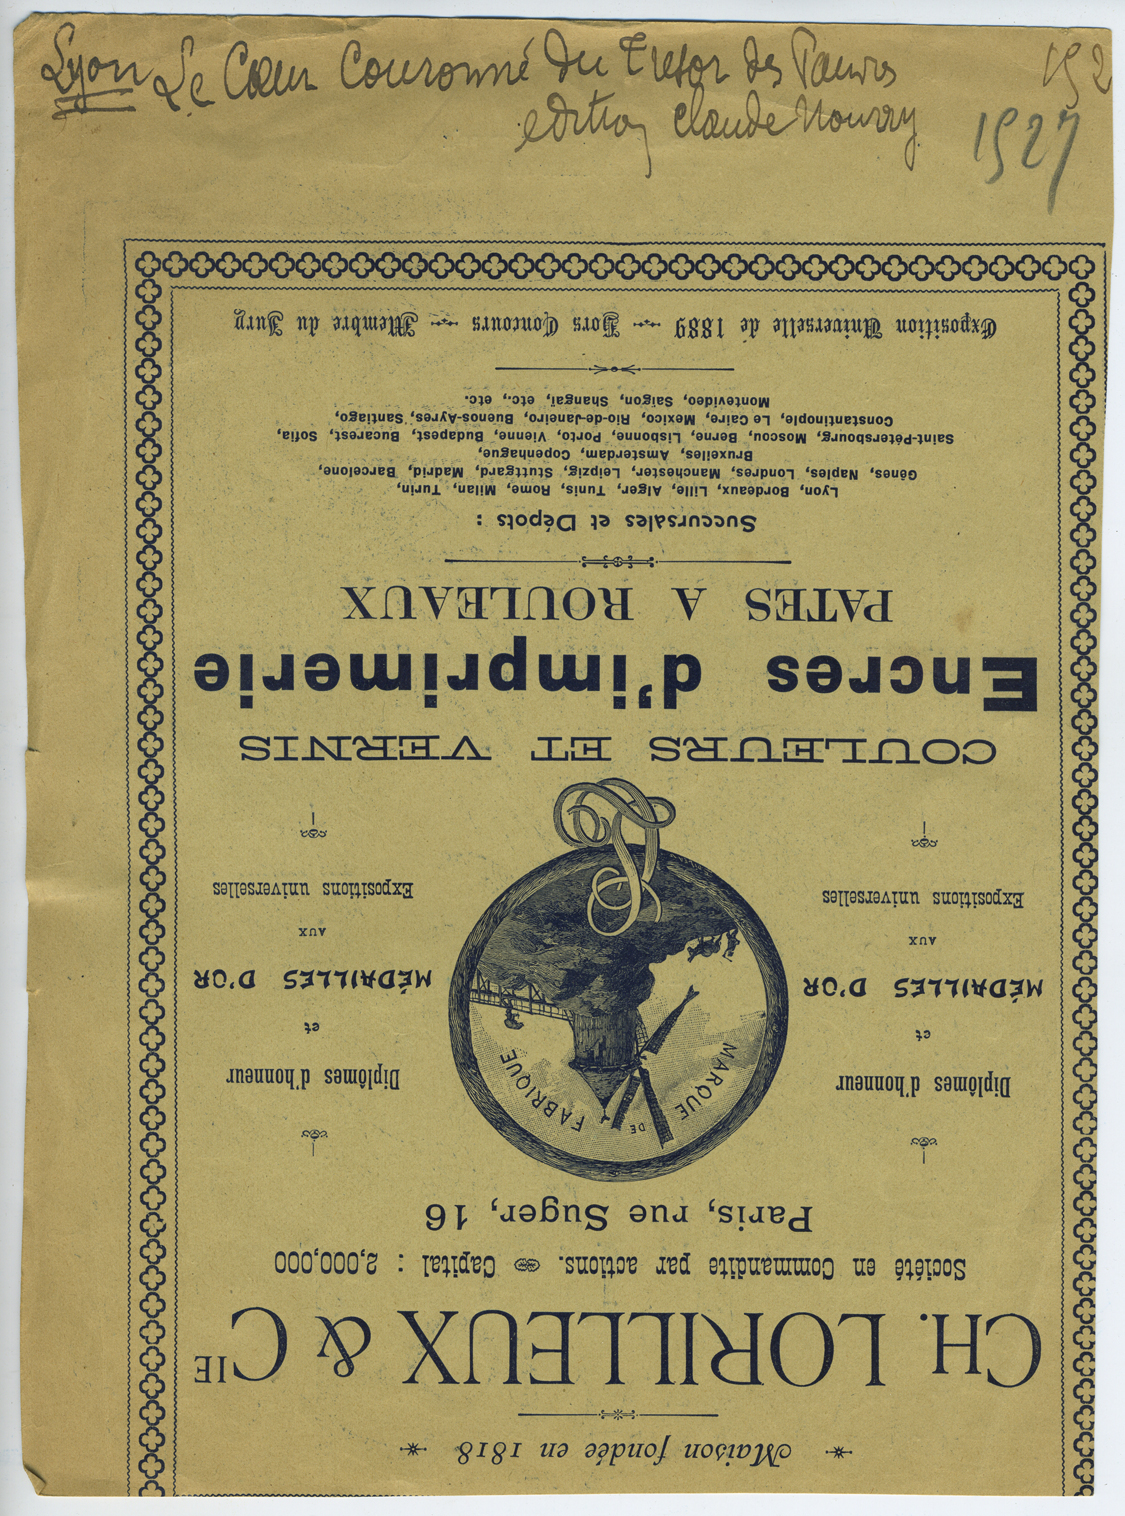 Lyon Le Cœur Couronné du Tresor des Pauvres 152
edition Claude Nourry 1527
Maison fondée en 1818
CH. LORILLEUX & CIE
Société en Commandite par actions. Capital : 2,000,000
Paris, rue Suger, 16
MARQUE DE FABRIQUE
Diplômes d'honneur
et
MÉDAILLES D'OR
AUX
Expositions universelles
Diplômes d'honneur
et
MÉDAILLES D'OR
AUX
Expositions universelles
COULEURS ET VERNIS
Encres d'imprimerie
PATES A ROULEAUX
Succursales et Dépots :
Lyon, Bordeaux, Lille, Alger, Tunis, Rome, Milan, Turin,
Gênes, Naples, Londres, Manchester, Leipzig, Stuttgard, Madrid, Barcelone,
Bruxelles, Amsterdam, Copenhague,
Saint-Pétersbourg, Moscou, Berne, Lisbonne, Porto, Vienne, Budapest, Bucarest, Sofia,
Constantinople, Le Caire, Mexico, Rio-de-Janeiro, Buenos-Ayres, Santiago,
Montevideo, Saigon, Shangaï, etc., etc.
Exposition Universelle de 1889 Hors Concours Membre du Jury